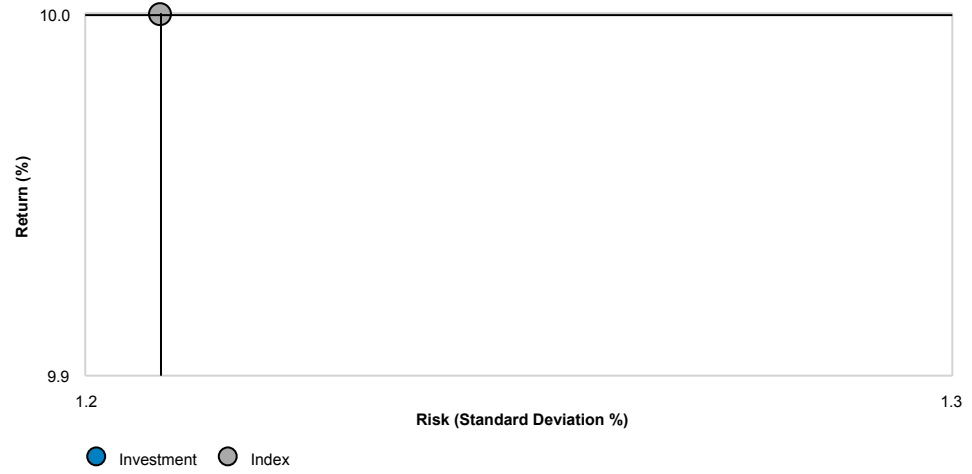 10.0
Return (%)
9.9
1.2 1.3
Risk (Standard Deviation %)
Investment Index